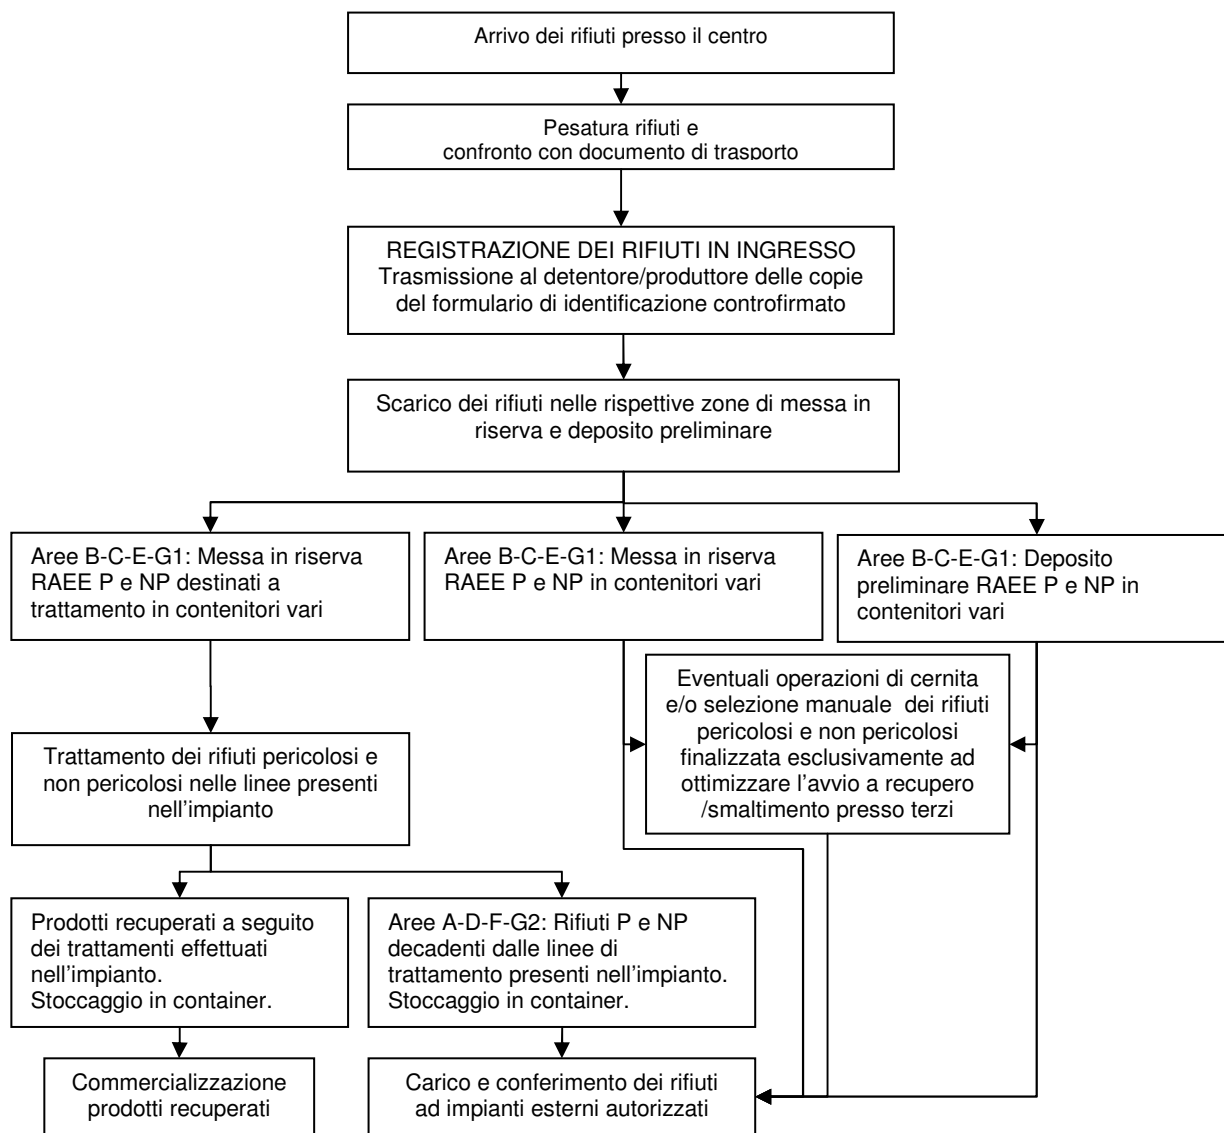 Arrivo dei rifiuti presso il centro
Pesatura rifiuti e
confronto con documento di trasporto
REGISTRAZIONE DEI RIFIUTI IN INGRESSO
Trasmissione al detentore/produttore delle copie
del formulario di identificazione controfirmato
Scarico dei rifiuti nelle rispettive zone di messa in
riserva e deposito preliminare
Aree B-C-E-G1: Messa in riserva
RAEE P e NP destinati a
trattamento in contenitori vari
Aree B-C-E-G1: Messa in riserva
RAEE P e NP in contenitori vari
Aree B-C-E-G1: Deposito
preliminare RAEE P e NP in
contenitori vari
Eventuali operazioni di cernita
e/o selezione manuale  dei rifiuti
pericolosi e non pericolosi
finalizzata esclusivamente ad
ottimizzare l’avvio a recupero
/smaltimento presso terzi
Trattamento dei rifiuti pericolosi e
non pericolosi nelle linee presenti
nell’impianto
Prodotti recuperati a seguito
dei trattamenti effettuati
nell’impianto.
Stoccaggio in container.
Aree A-D-F-G2: Rifiuti P e NP
decadenti dalle linee di
trattamento presenti nell’impianto.
Stoccaggio in container.
Commercializzazione
prodotti recuperati
Carico e conferimento dei rifiuti
ad impianti esterni autorizzati